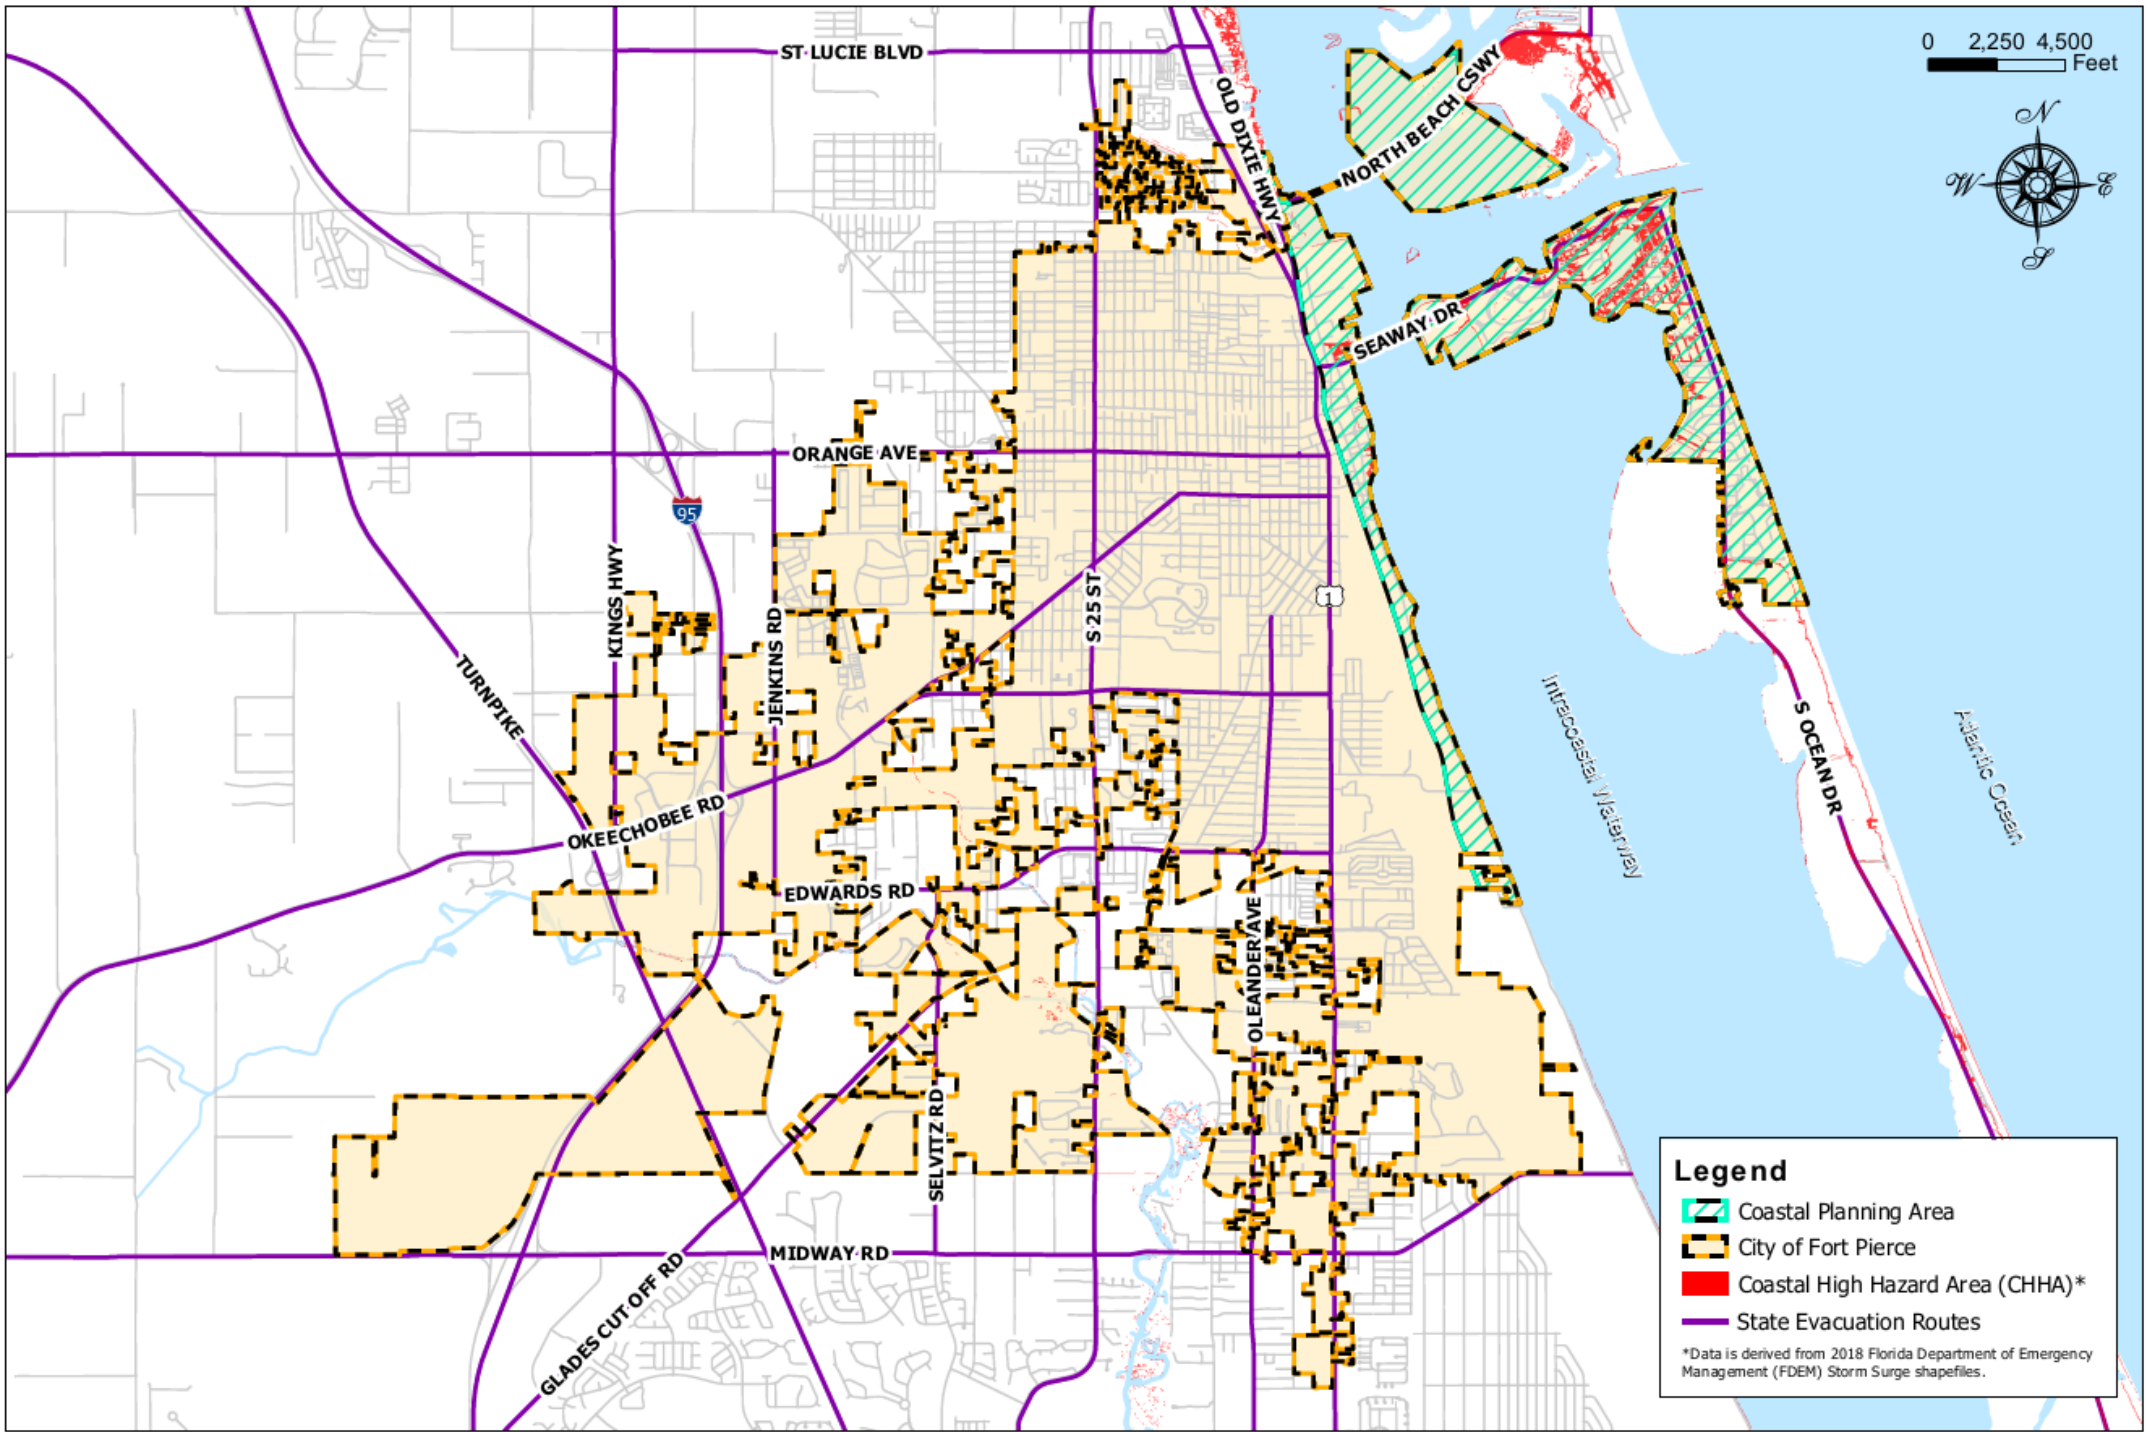 ST LUCIE BLVD
OLD DIXIE HWY
NORTH BEACH CSWY
0 2,250 4,500
Feet
N
W E
S
SEAWAY DR
ORANGE AVE
95
KINGS HWY
JENKINS RD
S 25 ST
1
TURNPIKE
OKEECHOBEE RD
EDWARDS RD
OLEANDER AVE
SELVITZ RD
MIDWAY RD
GLADES CUT OFF RD
Intracoastal Waterway
S OCEAN DR
Atlantic Ocean
Legend
Coastal Planning Area
City of Fort Pierce
Coastal High Hazard Area (CHHA)*
State Evacuation Routes
*Data is derived from 2018 Florida Department of Emergency
Management (FDEM) Storm Surge shapefiles.